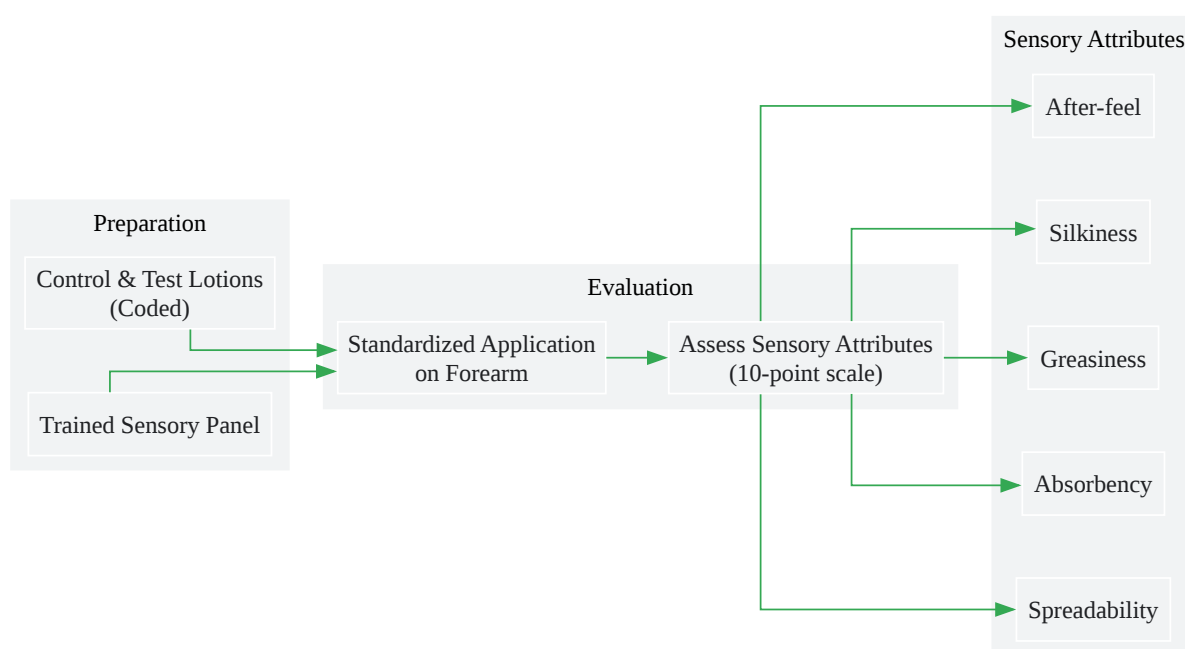 Preparation
Control & Test Lotions
(Coded)
Trained Sensory Panel
Evaluation
Standardized Application
on Forearm
Assess Sensory Attributes
(10-point scale)
Sensory Attributes
After-feel
Silkiness
Greasiness
Absorbency
Spreadability